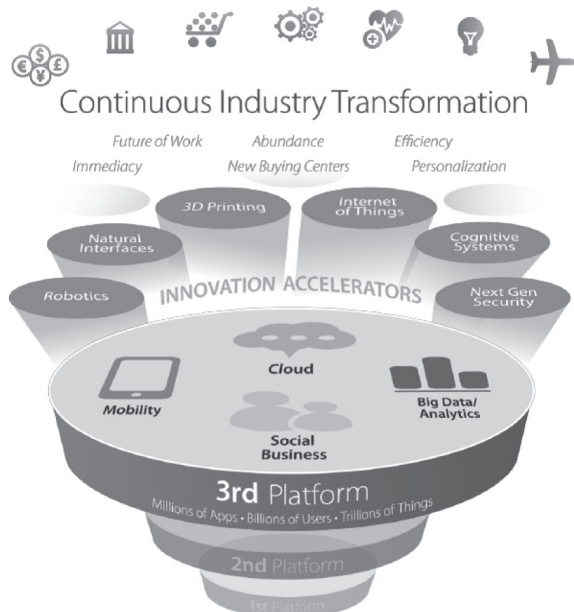 € $ ¥ £
Continuous Industry Transformation
Future of Work Abundance Efficiency
Immediacy New Buying Centers Personalization
3D Printing
Internet
of Things
Natural
Interfaces
Cognitive
Systems
Robotics
INNOVATION ACCELERATORS
Next Gen
Security
Cloud
Mobility
Big Data/
Analytics
Social
Business
3rd Platform
Millions of Apps • Billions of Users • Trillions of Things
2nd Platform
1st Platform